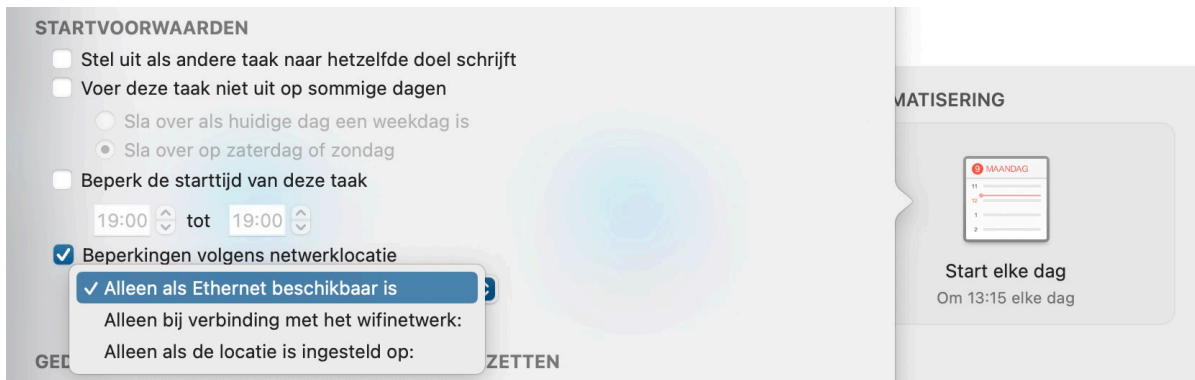 STARTVOORWAARDEN
Stel uit als andere taak naar hetzelfde doel schrijft
Voer deze taak niet uit op sommige dagen
Sla over als huidige dag een weekdag is
Sla over op zaterdag of zondag
Beperk de starttijd van deze taak
19:00 tot 19:00
Beperkingen volgens netwerklocatie
Alleen als Ethernet beschikbaar is
Alleen bij verbinding met het wifinetwerk:
Alleen als de locatie is ingesteld op:
GED ZETTEN
MATISERING
9 MAANDAG
11
12
1
2
Start elke dag
Om 13:15 elke dag